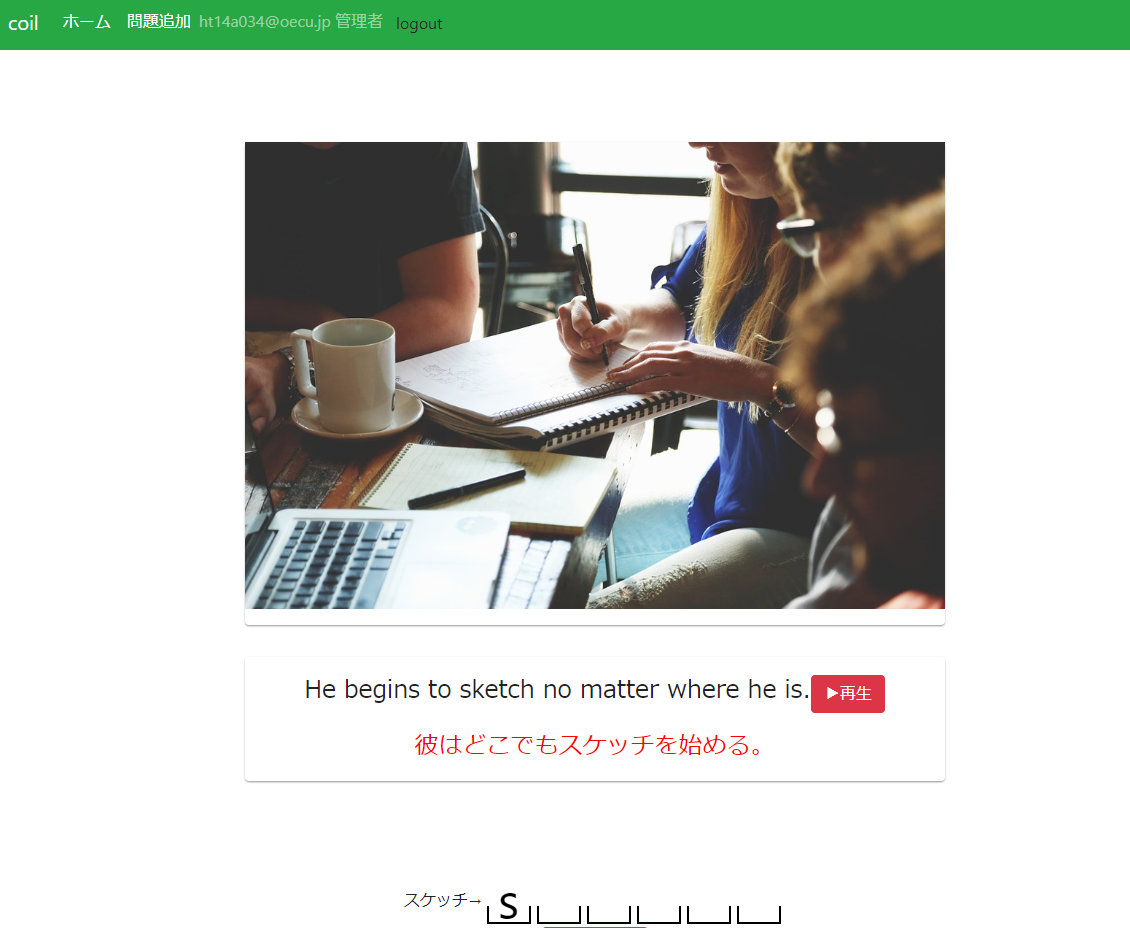 coil ホーム 問題追加 ht14a034@oecu.jp 管理者 logout
He begins to sketch no matter where he is. ▶再生
彼はどこでもスケッチを始める。
スケッチ→ S